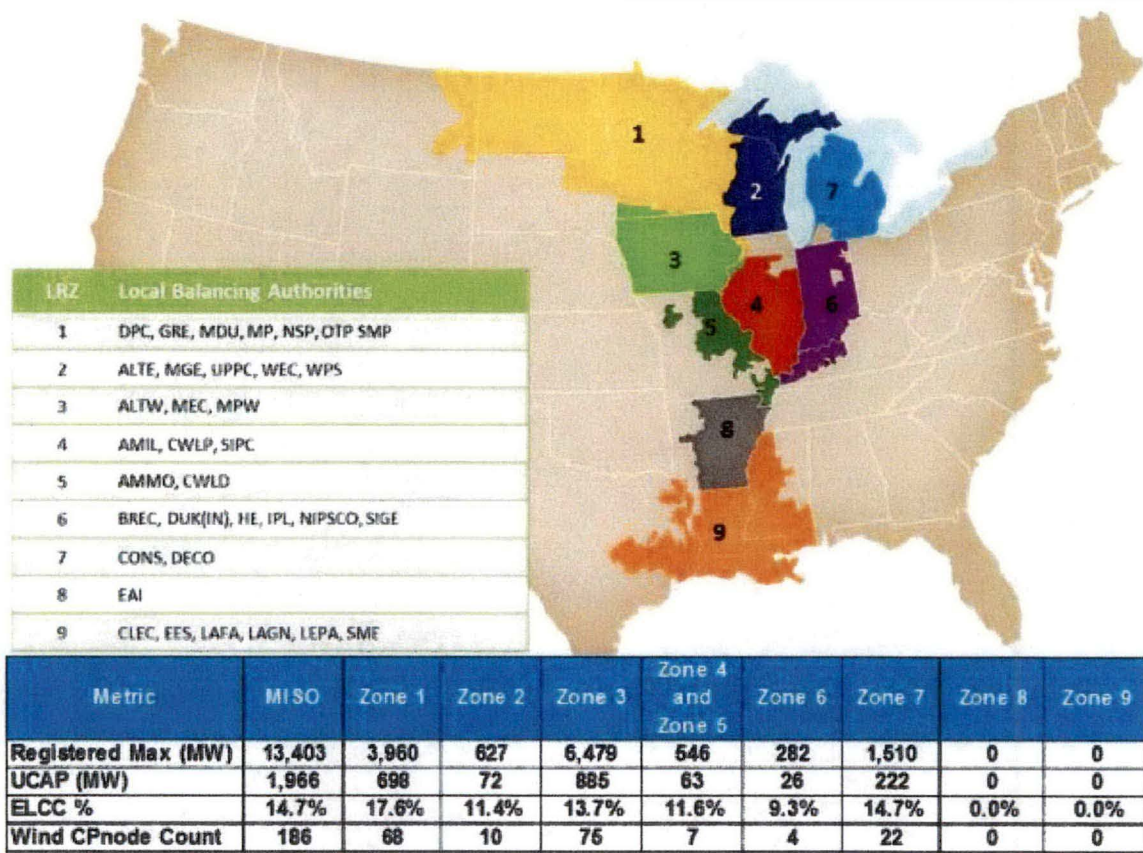 1
2
7
3
4
6
5
8
9
LRZ Local Balancing Authorities
1 DPC, GRE, MDU, MP, NSP, OTP SMP
2 ALTE, MGE, UPPC, WEC, WPS
3 ALTW, MEC, MPW
4 AMIL, CWLP, SIPC
5 AMMO, CWLD
6 BREC, DUK(IN), HE, IPL, NIPSCO, SIGE
7 CONS, DECO
8 EAI
9 CLEC, EES, LAFA, LAGN, LEPA, SME
Metric MISO Zone 1 Zone 2 Zone 3 Zone 4 and Zone 5 Zone 6 Zone 7 Zone 8 Zone 9
Registered Max (MW) 13,403 3,960 627 6,479 546 282 1,510 0 0
UCAP (MW) 1,966 698 72 885 63 26 222 0 0
ELCC % 14.7% 17.6% 11.4% 13.7% 11.6% 9.3% 14.7% 0.0% 0.0%
Wind CPnode Count 186 68 10 75 7 4 22 0 0